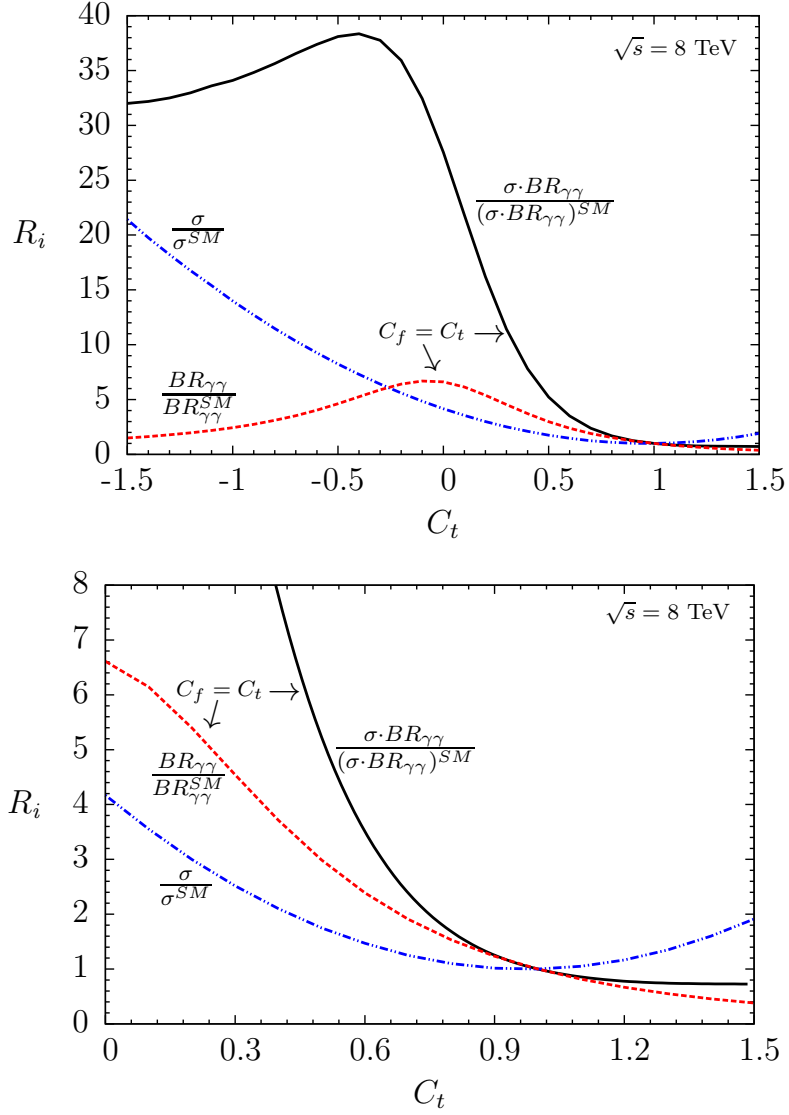 40
35
30
25
20
15
10
5
0
R_i
√s = 8 TeV
σ·BR_γγ / (σ·BR_γγ)^SM
σ / σ^SM
C_f = C_t →
BR_γγ / BR_γγ^SM
-1.5 -1 -0.5 0 0.5 1 1.5
C_t
8
7
6
5
4
3
2
1
0
R_i
√s = 8 TeV
C_f = C_t →
σ·BR_γγ / (σ·BR_γγ)^SM
BR_γγ / BR_γγ^SM
σ / σ^SM
0 0.3 0.6 0.9 1.2 1.5
C_t